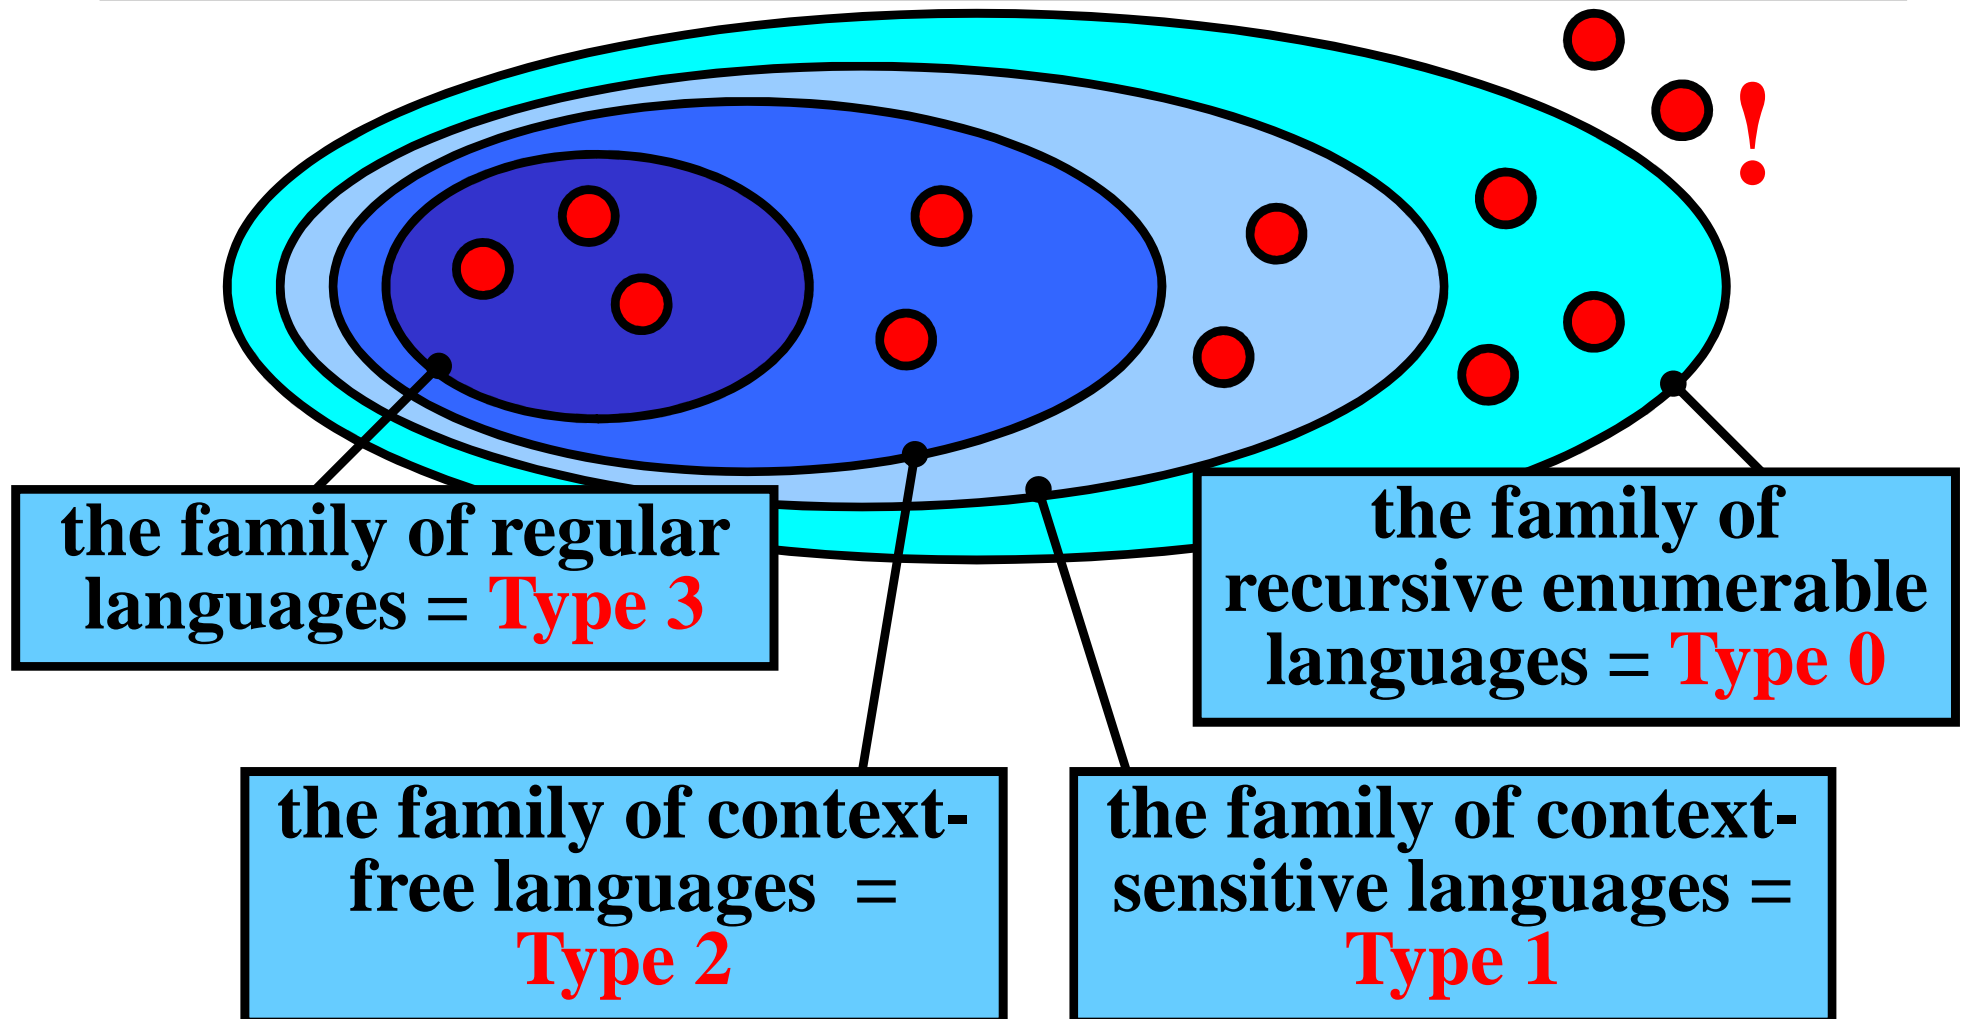 !
the family of regular
languages = Type 3
the family of
recursive enumerable
languages = Type 0
the family of context-
free languages =
Type 2
the family of context-
sensitive languages =
Type 1